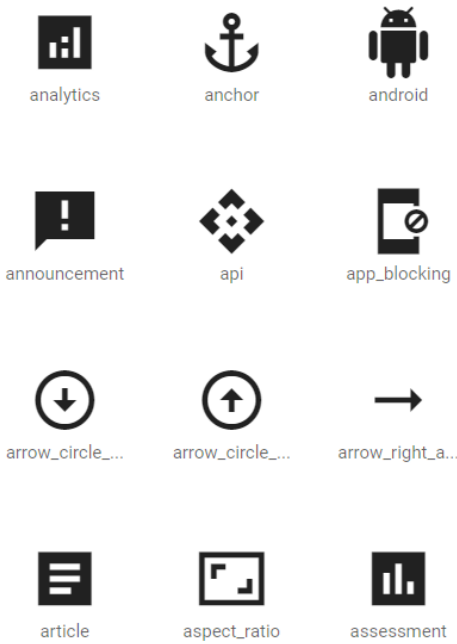 analytics anchor android
announcement api app_blocking
arrow_circle_... arrow_circle_... arrow_right_a...
article aspect_ratio assessment